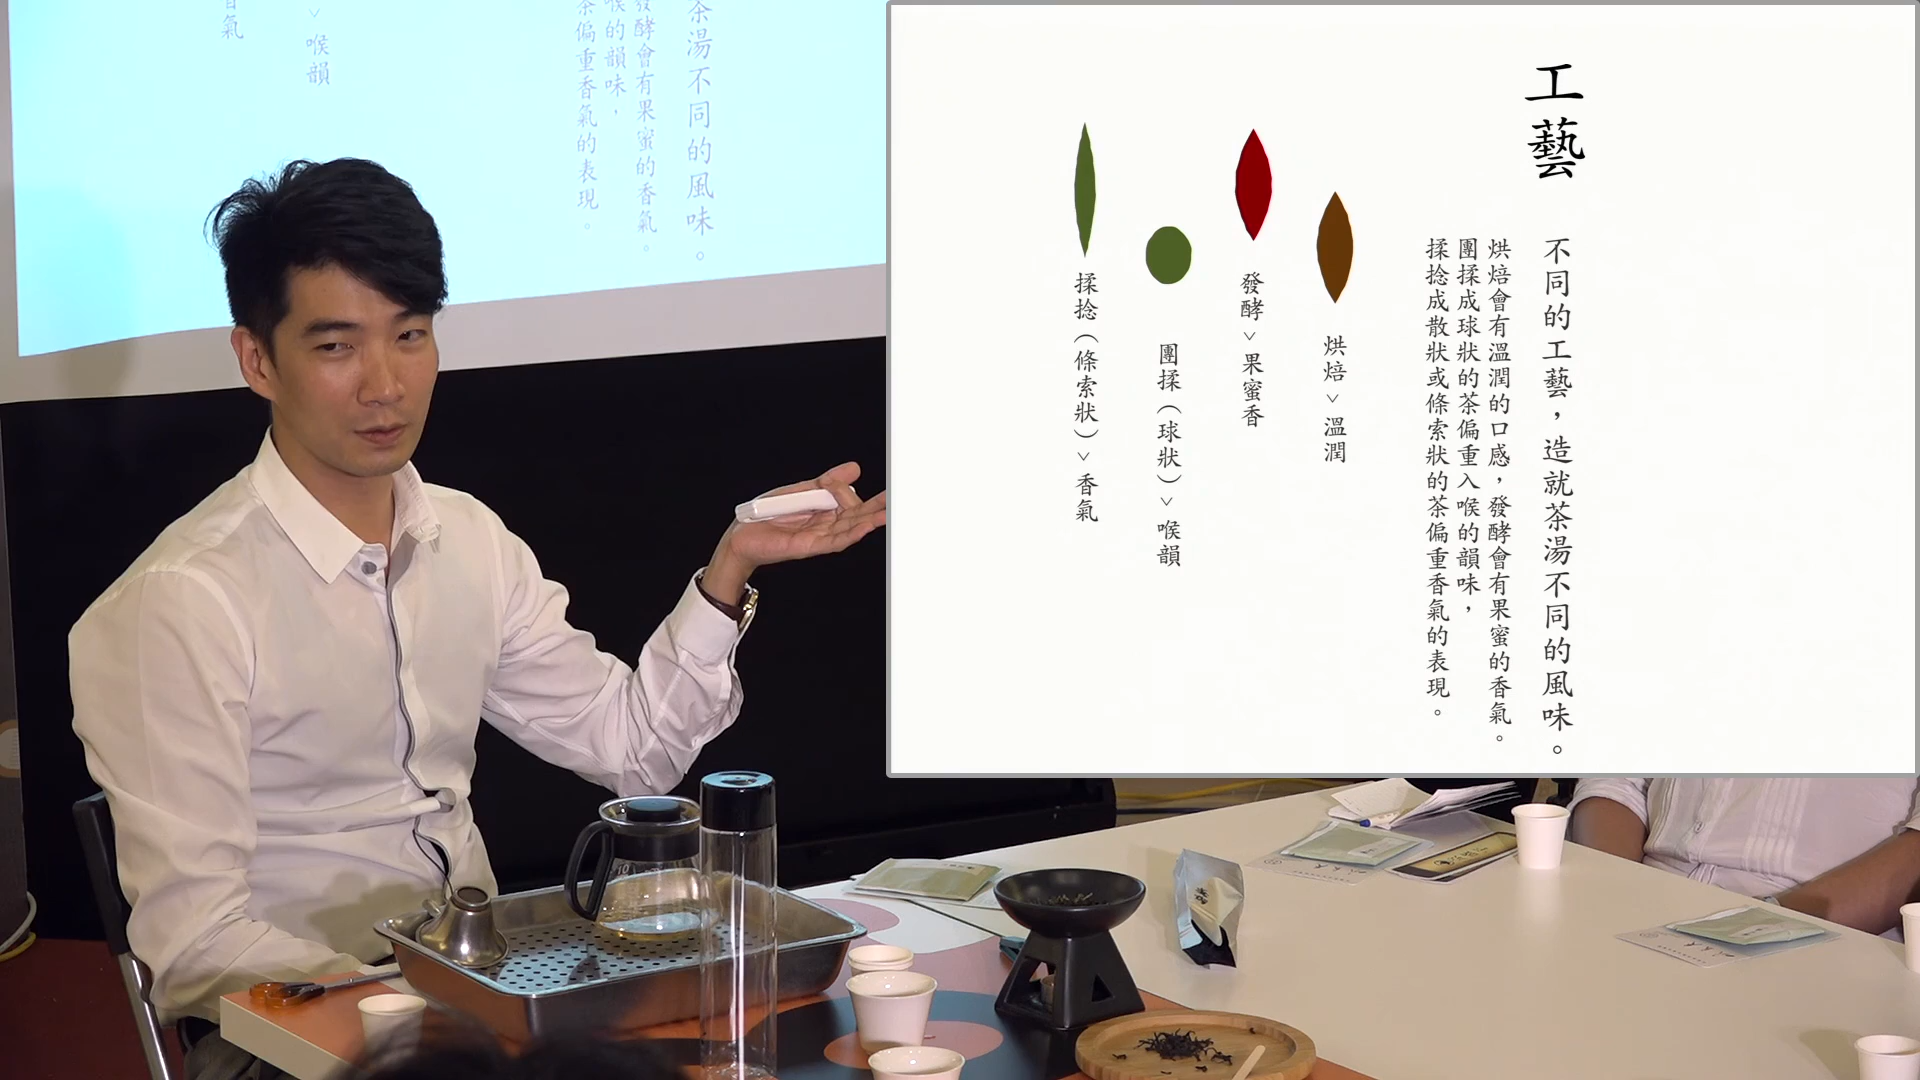 工藝
不同的工藝，造就茶湯不同的風味。
烘焙會有溫潤的口感，發酵會有果蜜的香氣。
團揉成球狀的茶偏重入喉的韻味，
揉捻成散狀或條索狀的茶偏重香氣的表現。
烘焙＞溫潤
發酵＞果蜜香
團揉（球狀）＞喉韻
揉捻（條索狀）＞香氣
茶湯不同的風味。
發酵會有果蜜的香氣。
喉的韻味，
茶偏重香氣的表現。
＞喉韻
香氣